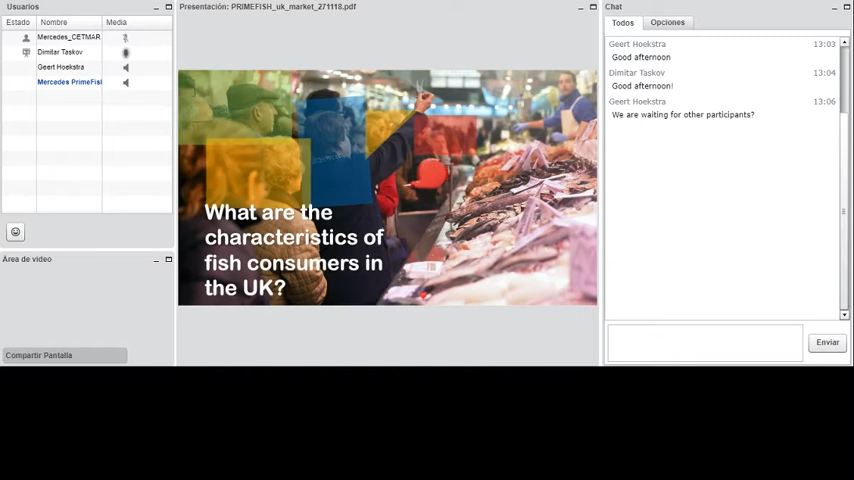 Usuarios
Estado
Nombre
Media
Mercedes_CETMAR
Dimitar Taskov
Geert Hoekstra
Mercedes PrimeFisl
Área de video
Compartir Pantalla
Presentación: PRIMEFISH_uk_market_271118.pdf
What are the
characteristics of
fish consumers in
the UK?
Chat
Todos
Opciones
Geert Hoekstra 13:03
Good afternoon
Dimitar Taskov 13:04
Good afternoon!
Geert Hoekstra 13:06
We are waiting for other participants?
Enviar